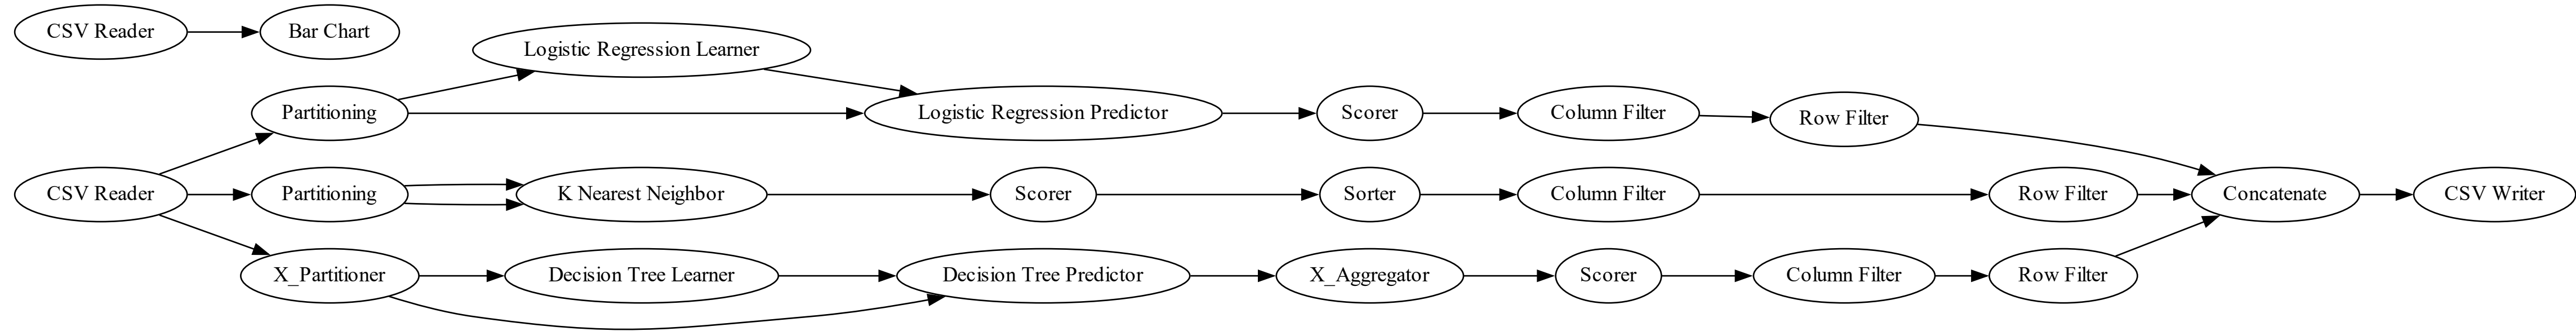 CSV Reader
Bar Chart
Logistic Regression Learner
Partitioning
Logistic Regression Predictor
Scorer
Column Filter
Row Filter
CSV Reader
Partitioning
K Nearest Neighbor
Scorer
Sorter
Column Filter
Row Filter
Concatenate
CSV Writer
X_Partitioner
Decision Tree Learner
Decision Tree Predictor
X_Aggregator
Scorer
Column Filter
Row Filter